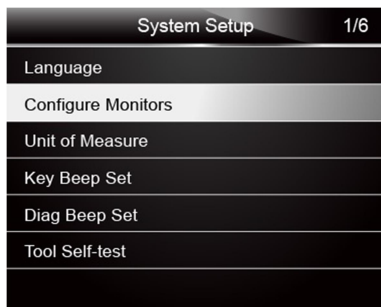 System Setup 1/6
Language
Configure Monitors
Unit of Measure
Key Beep Set
Diag Beep Set
Tool Self-test